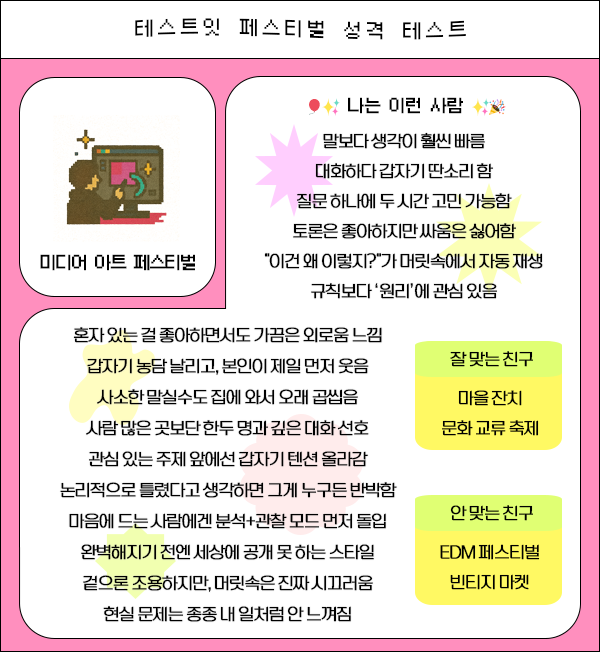 테스트잇 페스티벌 성격 테스트
미디어 아트 페스티벌
나는 이런 사람
말보다 생각이 훨씬 빠름
대화하다 갑자기 딴소리 함
질문 하나에 두 시간 고민 가능함
토론은 좋아하지만 싸움은 싫어함
"이건 왜 이렇지?"가 머릿속에서 자동 재생
규칙보다 ‘원리’에 관심 있음
혼자 있는 걸 좋아하면서도 가끔은 외로움 느낌
갑자기 농담 날리고, 본인이 제일 먼저 웃음
사소한 말실수도 집에 와서 오래 곱씹음
사람 많은 곳보단 한두 명과 깊은 대화 선호
관심 있는 주제 앞에선 갑자기 텐션 올라감
논리적으로 틀렸다고 생각하면 그게 누구든 반박함
마음에 드는 사람에겐 분석+관찰 모드 먼저 돌입
완벽해지기 전엔 세상에 공개 못 하는 스타일
겉으론 조용하지만, 머릿속은 진짜 시끄러움
현실 문제는 종종 내 일처럼 안 느껴짐
잘 맞는 친구
마을 잔치
문화 교류 축제
안 맞는 친구
EDM 페스티벌
빈티지 마켓